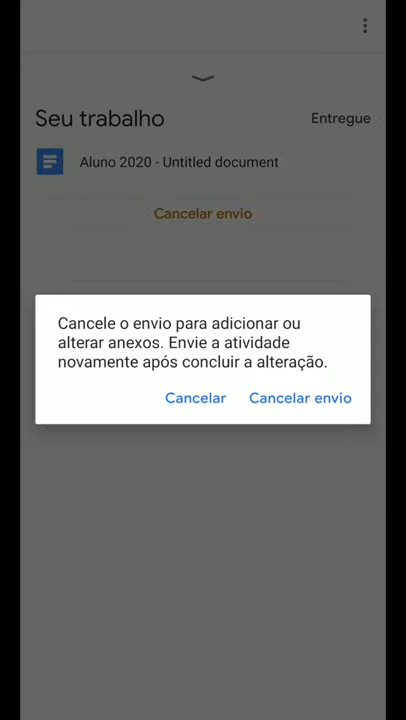 Seu trabalho
Entregue
Aluno 2020 - Untitled document
Cancelar envio
Cancele o envio para adicionar ou
alterar anexos. Envie a atividade
novamente após concluir a alteração.
Cancelar
Cancelar envio